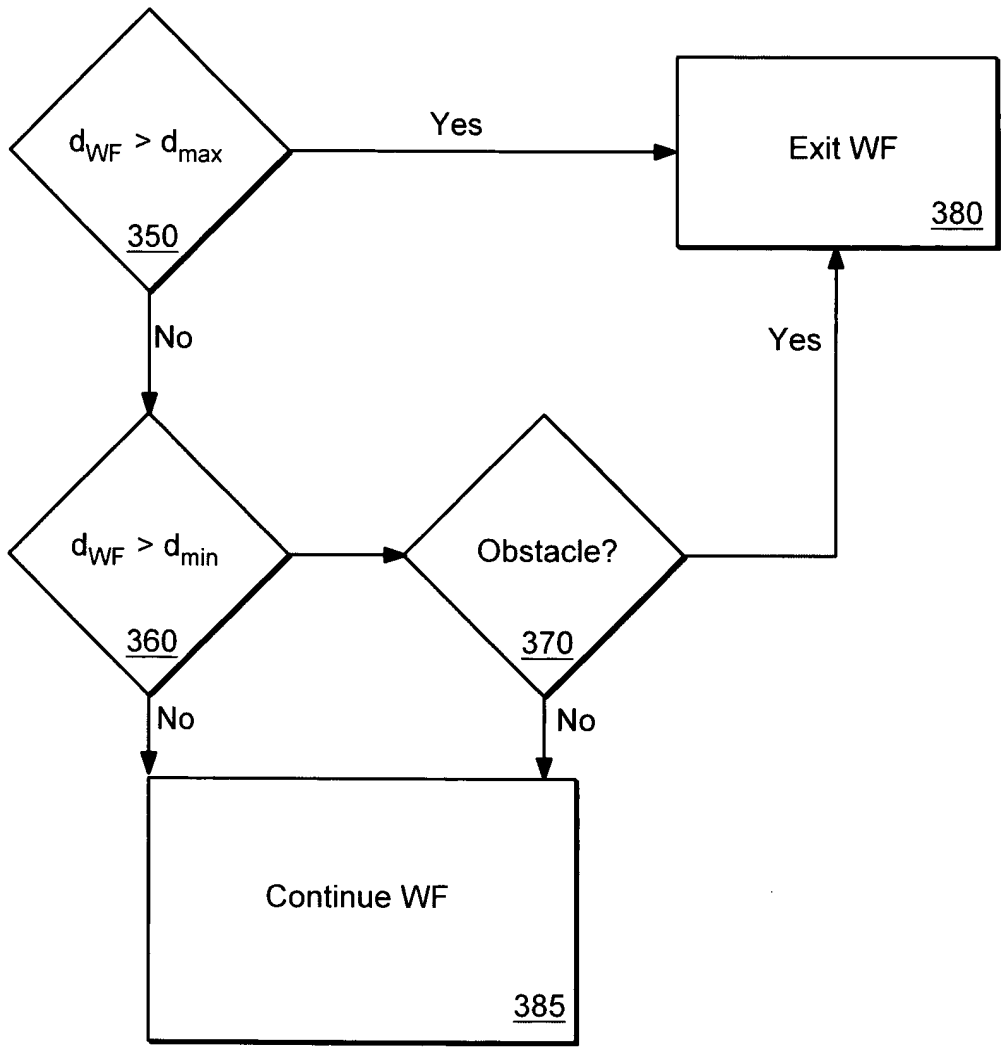 d_WF > d_max
350
Yes
Exit WF
380
No
Yes
d_WF > d_min
360
Obstacle?
370
No
No
Continue WF
385